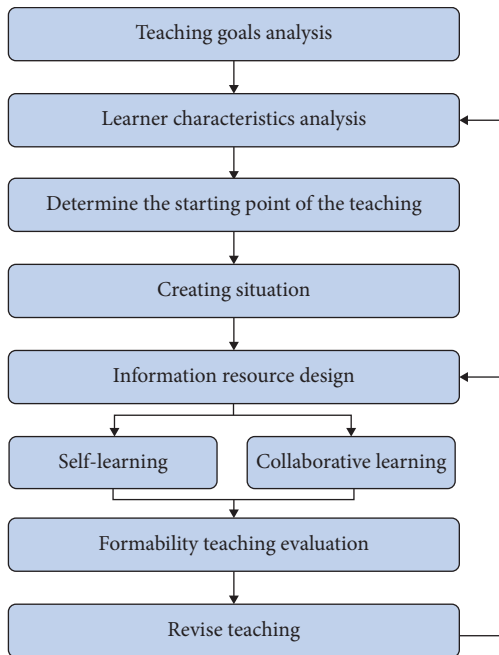 Teaching goals analysis
Learner characteristics analysis
Determine the starting point of the teaching
Creating situation
Information resource design
Self-learning
Collaborative learning
Formability teaching evaluation
Revise teaching